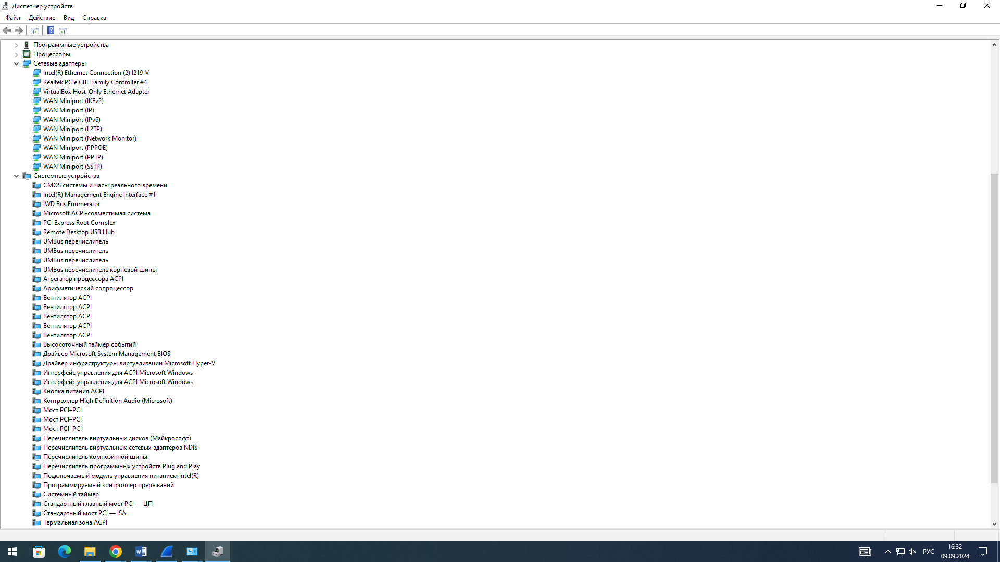 Диспетчер устройств
Файл Действие Вид Справка
Программные устройства
Процессоры
Сетевые адаптеры
Intel(R) Ethernet Connection (2) I219-V
Realtek PCIe GBE Family Controller #4
VirtualBox Host-Only Ethernet Adapter
WAN Miniport (IKEv2)
WAN Miniport (IP)
WAN Miniport (IPv6)
WAN Miniport (L2TP)
WAN Miniport (Network Monitor)
WAN Miniport (PPPOE)
WAN Miniport (PPTP)
WAN Miniport (SSTP)
Системные устройства
CMOS системы и часы реального времени
Intel(R) Management Engine Interface #1
IWD Bus Enumerator
Microsoft ACPI-совместимая система
PCI Express Root Complex
Remote Desktop USB Hub
UMBus перечислитель
UMBus перечислитель
UMBus перечислитель
UMBus перечислитель корневой шины
Агрегатор процессора ACPI
Арифметический сопроцессор
Вентилятор ACPI
Вентилятор ACPI
Вентилятор ACPI
Вентилятор ACPI
Вентилятор ACPI
Высокоточный таймер событий
Драйвер Microsoft System Management BIOS
Драйвер инфраструктуры виртуализации Microsoft Hyper-V
Интерфейс управления для ACPI Microsoft Windows
Интерфейс управления для ACPI Microsoft Windows
Кнопка питания ACPI
Контроллер High Definition Audio (Microsoft)
Мост PCI–PCI
Мост PCI–PCI
Мост PCI–PCI
Перечислитель виртуальных дисков (Майкрософт)
Перечислитель виртуальных сетевых адаптеров NDIS
Перечислитель композитной шины
Перечислитель программных устройств Plug and Play
Подключаемый модуль управления питанием Intel(R)
Программируемый контроллер прерываний
Системный таймер
Стандартный главный мост PCI — ЦП
Стандартный мост PCI — ISA
Термальная зона ACPI
РУС
16:32
09.09.2024